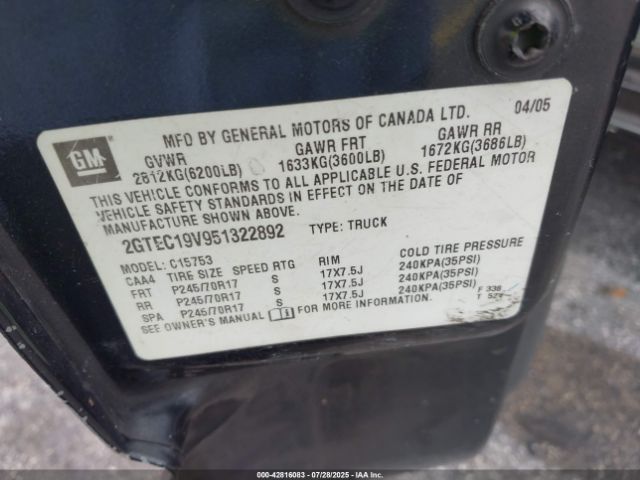 GM
MFD BY GENERAL MOTORS OF CANADA LTD. 04/05
GVWR GAWR FRT GAWR RR
2812KG(6200LB) 1633KG(3600LB) 1672KG(3686LB)
THIS VEHICLE CONFORMS TO ALL APPLICABLE U.S. FEDERAL MOTOR
VEHICLE SAFETY STANDARDS IN EFFECT ON THE DATE OF
MANUFACTURE SHOWN ABOVE.
2GTEC19V951322892 TYPE: TRUCK
MODEL: C15753
CAA4 TIRE SIZE SPEED RTG RIM COLD TIRE PRESSURE
FRT P245/70R17 S 17X7.5J 240KPA(35PSI)
RR P245/70R17 S 17X7.5J 240KPA(35PSI)
SPA P245/70R17 S 17X7.5J 240KPA(35PSI)
SEE OWNER'S MANUAL FOR MORE INFORMATION.
F 338
T
000-42816083 | 07/28/2025 | IAAI.COM